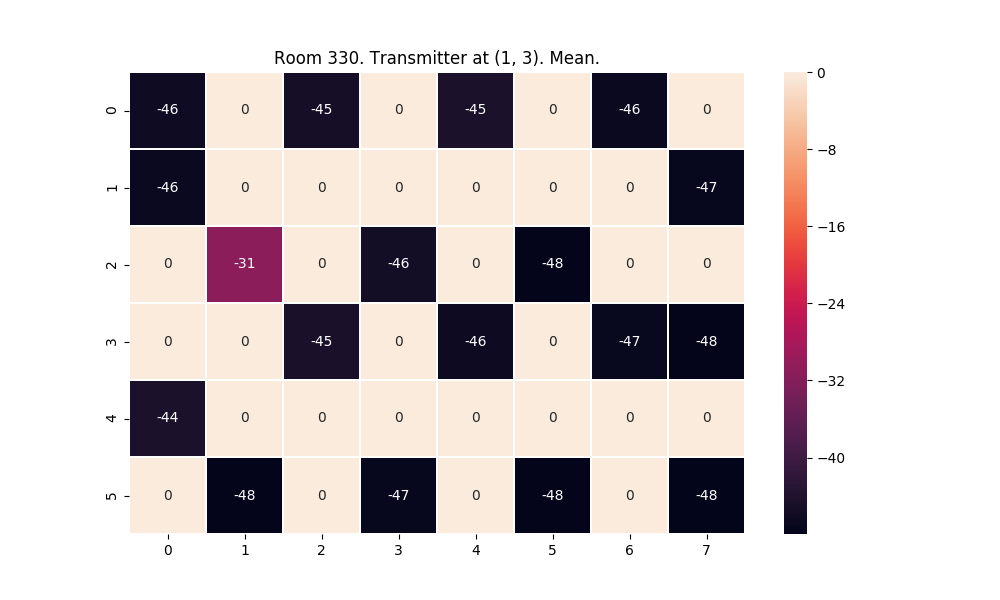 Room 330. Transmitter at (1, 3). Mean.
0 -46 0 -45 0 -45 0 -46 0
1 -46 0 0 0 0 0 0 -47
2 0 -31 0 -46 0 -48 0 0
3 0 0 -45 0 -46 0 -47 -48
4 -44 0 0 0 0 0 0 0
5 0 -48 0 -47 0 -48 0 -48
0 1 2 3 4 5 6 7
0
−8
−16
−24
−32
−40